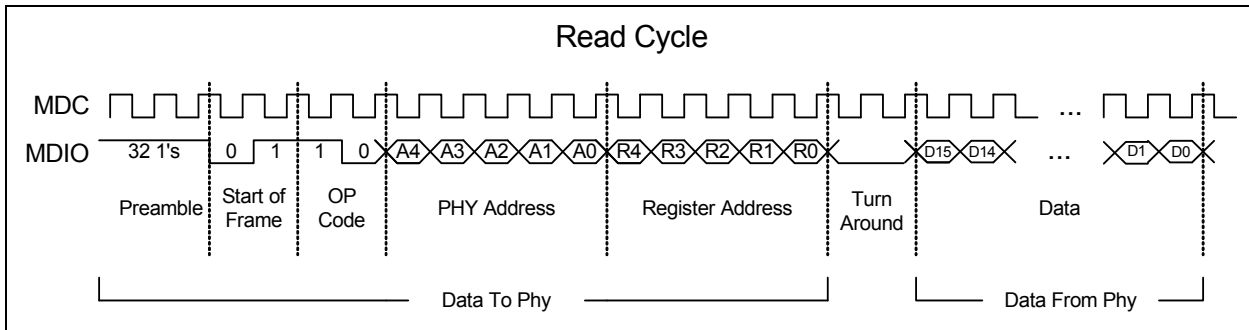 Read Cycle
MDC
...
MDIO
32 1's 0 1 1 0 A4 A3 A2 A1 A0 R4 R3 R2 R1 R0 D15 D14 ... D1 D0
Preamble
Start of
Frame
OP
Code
PHY Address
Register Address
Turn
Around
Data
Data To Phy
Data From Phy